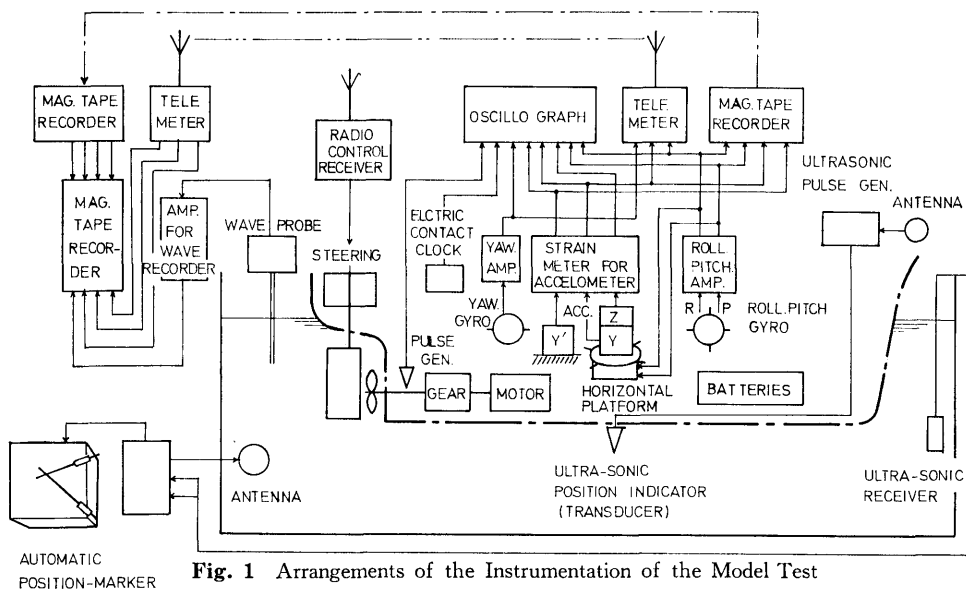 MAG. TAPE
RECORDER
TELE
METER
RADIO
CONTROL
RECEIVER
OSCILLO GRAPH
TELE.
METER
MAG. TAPE
RECORDER
MAG.
TAPE
RECOR-
DER
AMP.
FOR
WAVE
RECORDER
WAVE PROBE
STEERING
ELCTRIC
CONTACT
CLOCK
YAW.
AMP.
STRAIN
METER FOR
ACCELOMETER
ROLL.
PITCH.
AMP.
ULTRASONIC
PULSE GEN.
ANTENNA
YAW.
GYRO
ACC.
Z
Y
Y'
R
P
ROLL. PITCH
GYRO
PULSE
GEN.
GEAR
MOTOR
HORIZONTAL
PLATFORM
BATTERIES
ANTENNA
ULTRA-SONIC
POSITION INDICATOR
(TRANSDUCER)
ULTRA-SONIC
RECEIVER
AUTOMATIC
POSITION-MARKER
Fig. 1 Arrangements of the Instrumentation of the Model Test